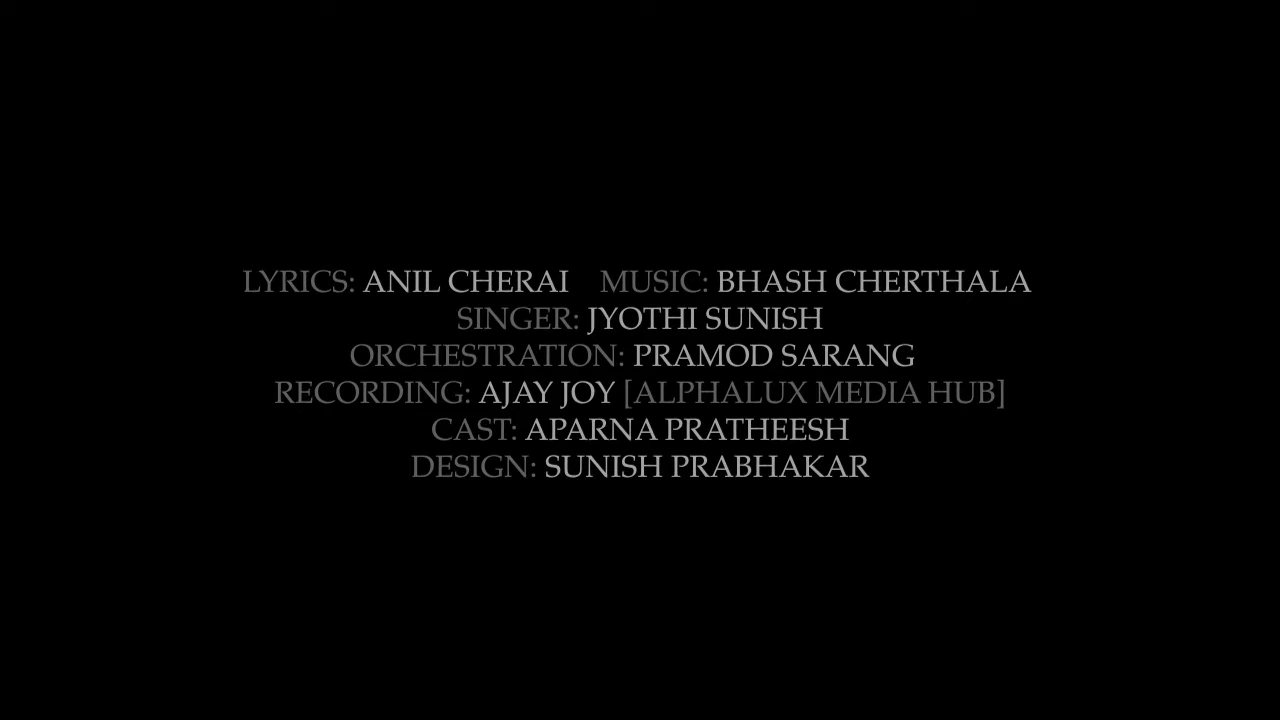 LYRICS: ANIL CHERAI MUSIC: BHASH CHERTHALA
SINGER: JYOTHI SUNISH
ORCHESTRATION: PRAMOD SARANG
RECORDING: AJAY JOY [ALPHALUX MEDIA HUB]
CAST: APARNA PRATHEESH
DESIGN: SUNISH PRABHAKAR